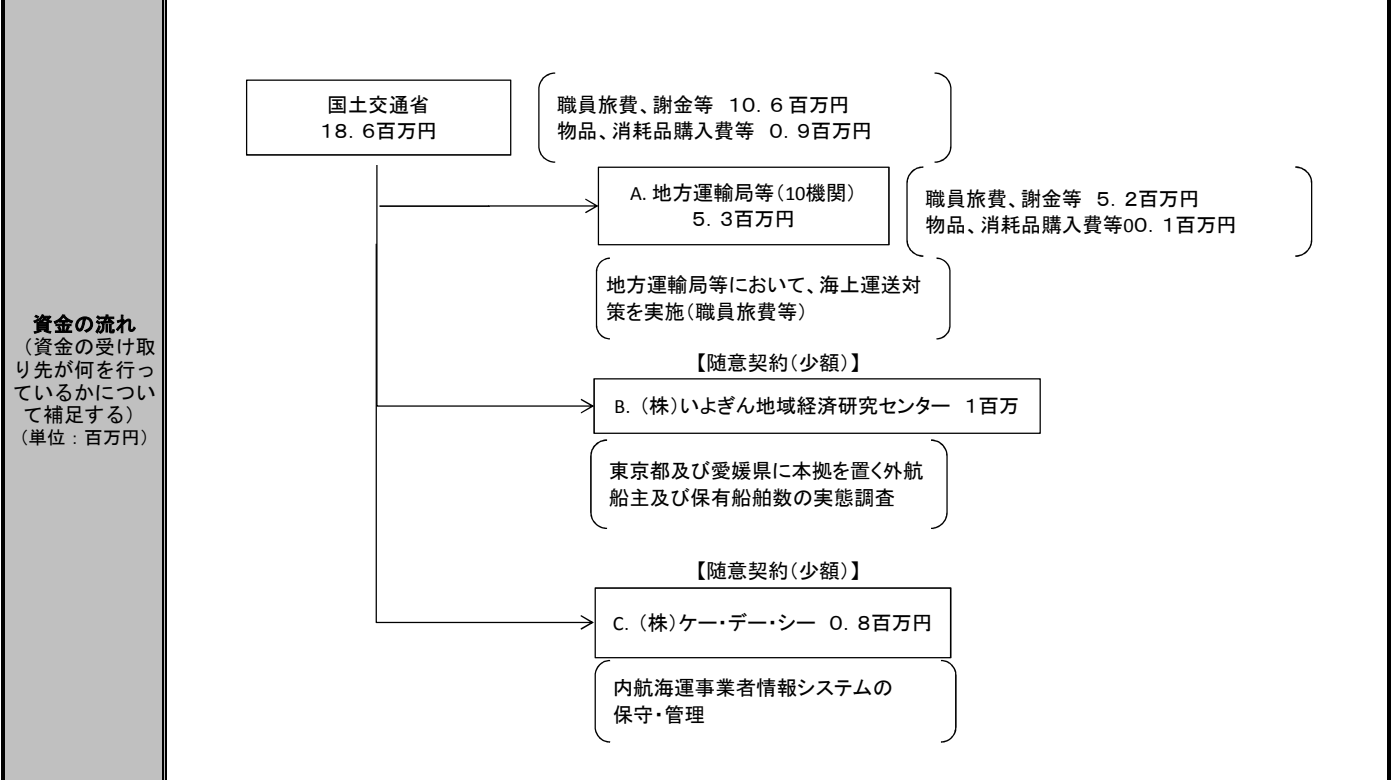 資金の流れ
（資金の受け取
り先が何を行っ
ているかについ
て補足する）
（単位：百万円）
国土交通省
１８．６百万円
職員旅費、謝金等　１０．６百万円
物品、消耗品購入費等　０．９百万円
A. 地方運輸局等（10機関）
５．３百万円
職員旅費、謝金等　５．２百万円
物品、消耗品購入費等0０．１百万円
地方運輸局等において、海上運送対
策を実施（職員旅費等）
【随意契約（少額）】
B. （株）いよぎん地域経済研究センター　１百万
東京都及び愛媛県に本拠を置く外航
船主及び保有船舶数の実態調査
【随意契約（少額）】
C. （株）ケー・デー・シー　０．８百万円
内航海運事業者情報システムの
保守・管理